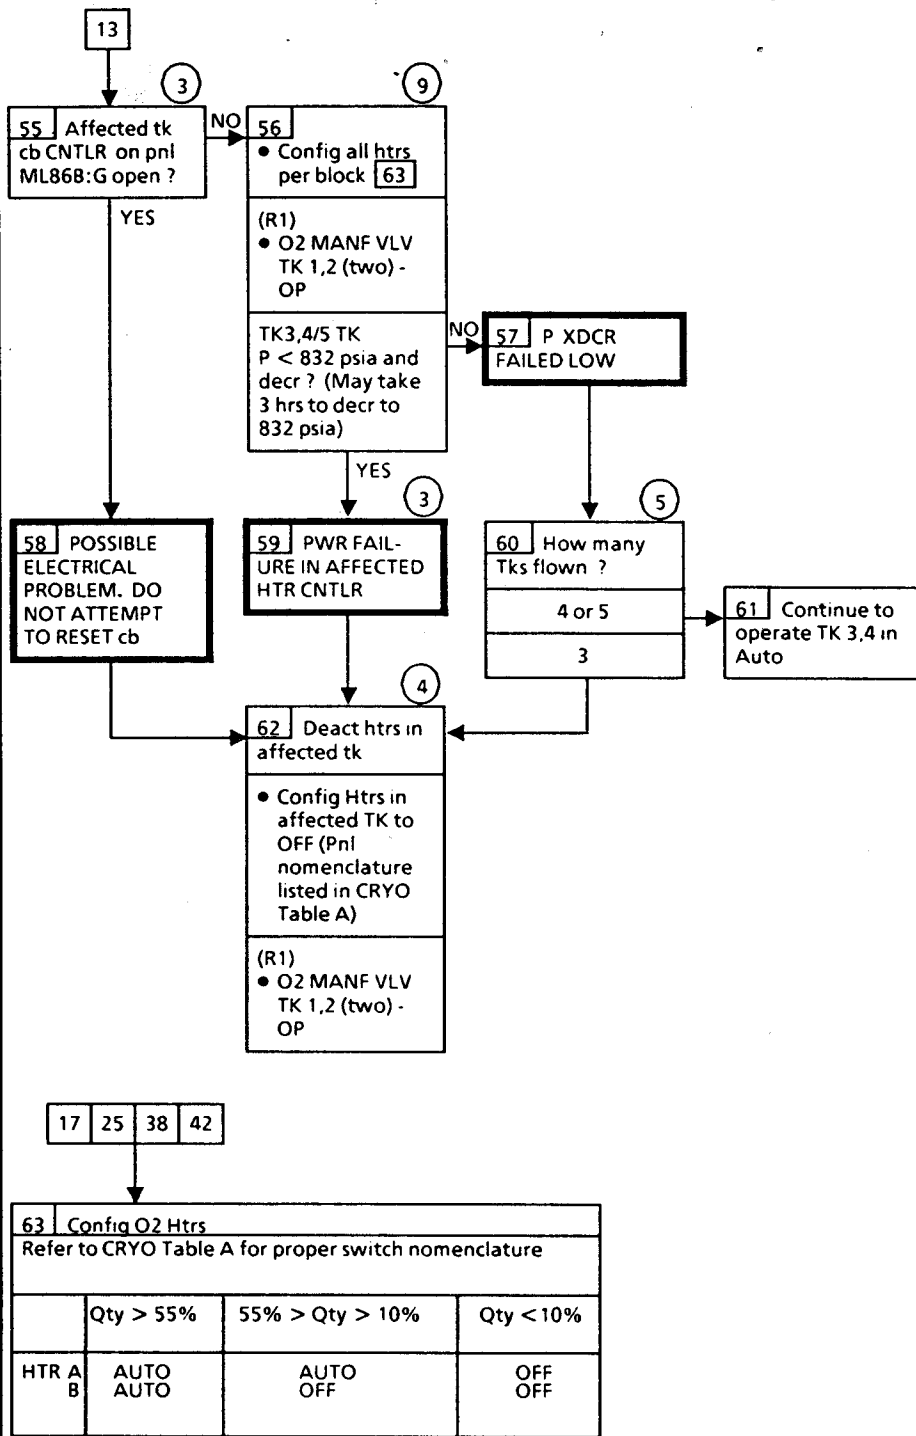 13
3
55 Affected tk
cb CNTLR on pnl
ML86B:G open ?
NO
YES
9
56
• Config all htrs
per block 63
(R1)
• O2 MANF VLV
TK 1,2 (two) -
OP
TK3,4/5 TK
P < 832 psia and
decr ? (May take
3 hrs to decr to
832 psia)
NO
YES
57 P XDCR
FAILED LOW
58 POSSIBLE
ELECTRICAL
PROBLEM. DO
NOT ATTEMPT
TO RESET cb
3
59 PWR FAIL-
URE IN AFFECTED
HTR CNTLR
5
60 How many
Tks flown ?
4 or 5
3
61 Continue to
operate TK 3,4 in
Auto
4
62 Deact htrs in
affected tk
• Config Htrs in
affected TK to
OFF (Pnl
nomenclature
listed in CRYO
Table A)
(R1)
• O2 MANF VLV
TK 1,2 (two) -
OP
17 25 38 42
63 Config O2 Htrs
Refer to CRYO Table A for proper switch nomenclature
Qty > 55% 55% > Qty > 10% Qty < 10%
HTR A AUTO AUTO OFF
B AUTO OFF OFF